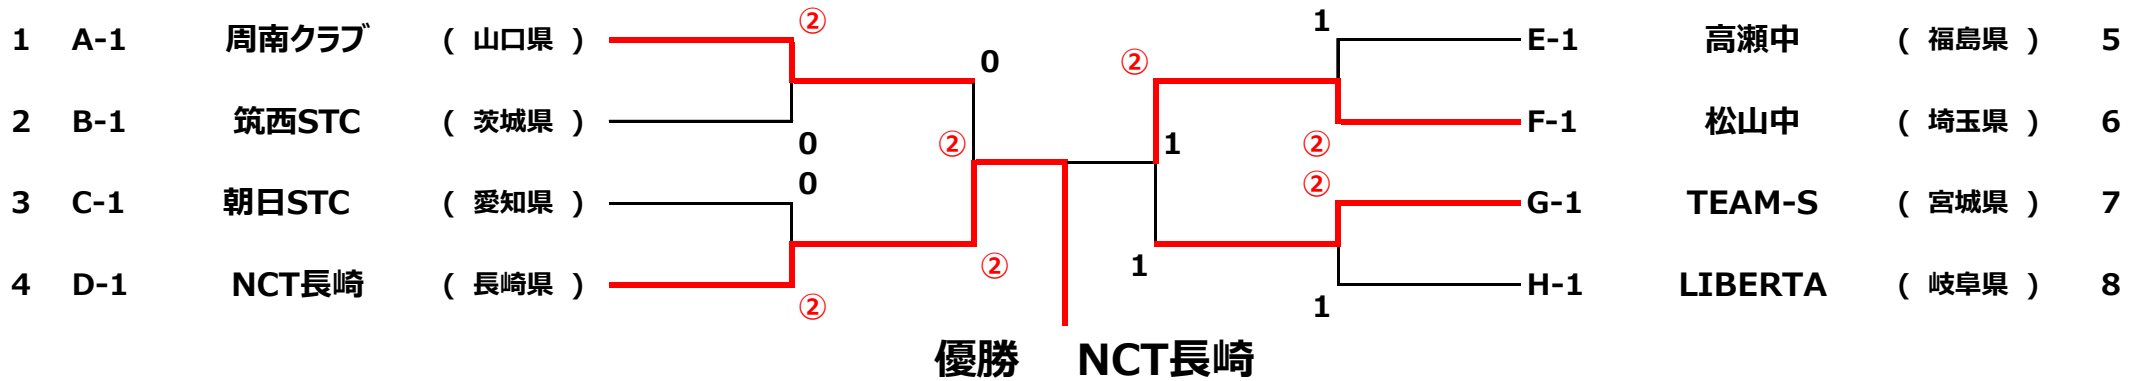 1 A-1 周南クラブ ( 山口県 ) ② 1 E-1 高瀬中 ( 福島県 ) 5
0 ②
2 B-1 筑西STC ( 茨城県 ) F-1 松山中 ( 埼玉県 ) 6
0 ② 1 ②
0 ②
3 C-1 朝日STC ( 愛知県 ) G-1 TEAM-S ( 宮城県 ) 7
② 1
4 D-1 NCT長崎 ( 長崎県 ) ② 1 H-1 LIBERTA ( 岐阜県 ) 8
優勝 NCT長崎